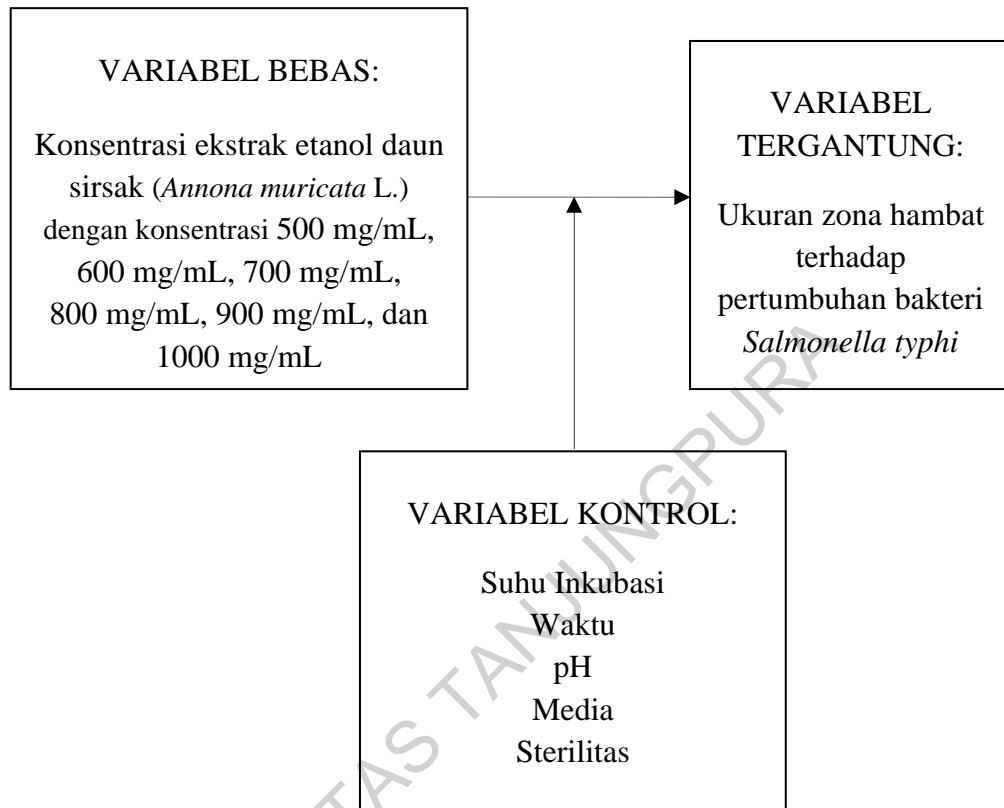 VARIABEL BEBAS:
Konsentrasi ekstrak etanol daun
sirsak (Annona muricata L.)
dengan konsentrasi 500 mg/mL,
600 mg/mL, 700 mg/mL,
800 mg/mL, 900 mg/mL, dan
1000 mg/mL
VARIABEL
TERGANTUNG:
Ukuran zona hambat
terhadap
pertumbuhan bakteri
Salmonella typhi
VARIABEL KONTROL:
Suhu Inkubasi
Waktu
pH
Media
Sterilitas
TAS TANJUNGPURA